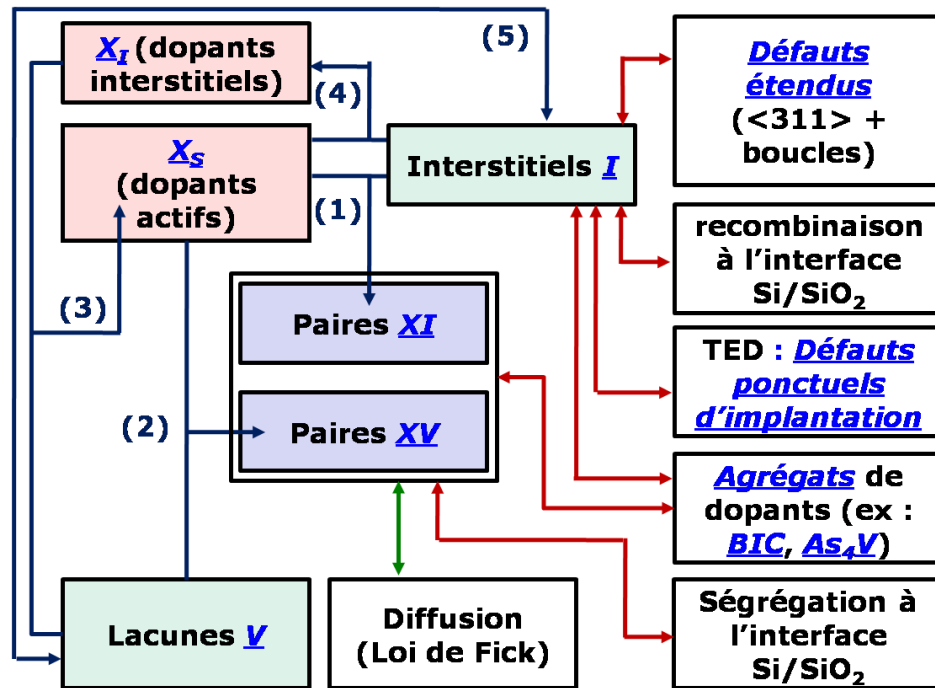 X_I (dopants
interstitiels)
(5)
(4)
Défauts
étendus
(<311> +
boucles)
X_S
(dopants
actifs)
Interstitiels I
(1)
(3)
recombinaison
à l’interface
Si/SiO₂
Paires XI
TED : Défauts
ponctuels
d’implantation
(2)
Paires XV
Agrégats de
dopants (ex :
BIC, As₄V)
Lacunes V
Diffusion
(Loi de Fick)
Ségrégation à
l’interface
Si/SiO₂